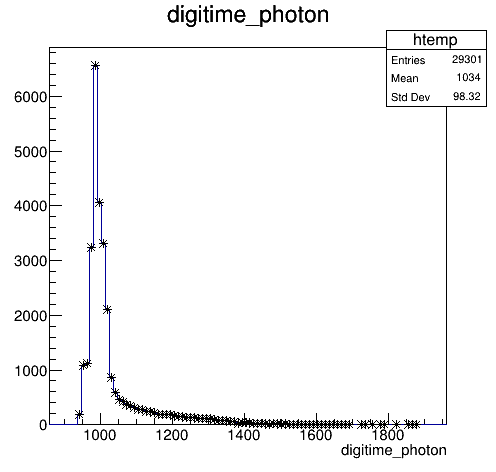 digitime_photon
htemp
Entries 29301
Mean 1034
Std Dev 98.32
6000
5000
4000
3000
2000
1000
0
1000 1200 1400 1600 1800
digitime_photon